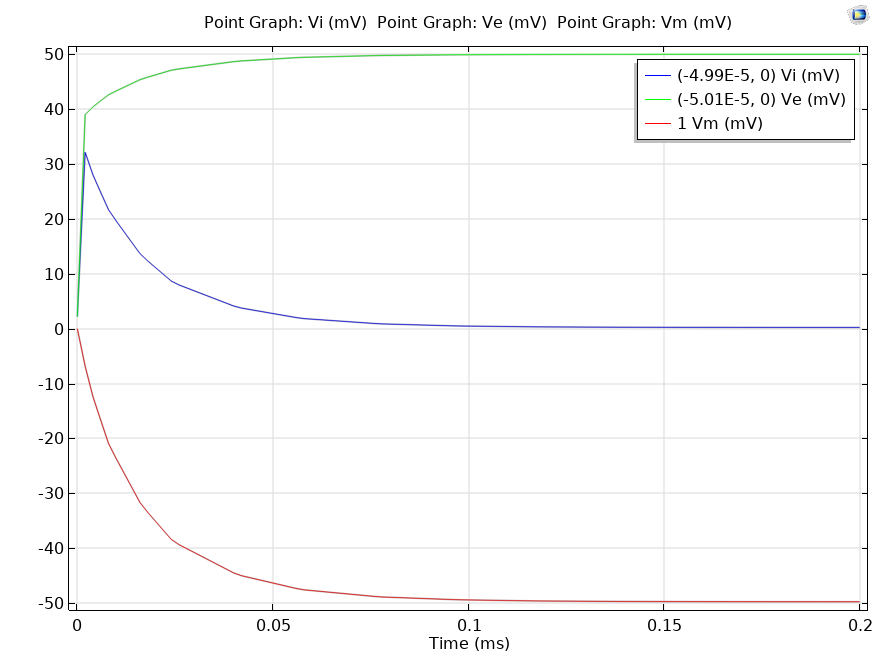 Point Graph: Vi (mV)  Point Graph: Ve (mV)  Point Graph: Vm (mV)
(-4.99E-5, 0) Vi (mV)
(-5.01E-5, 0) Ve (mV)
1 Vm (mV)
50
40
30
20
10
0
-10
-20
-30
-40
-50
0 0.05 0.1 0.15 0.2
Time (ms)